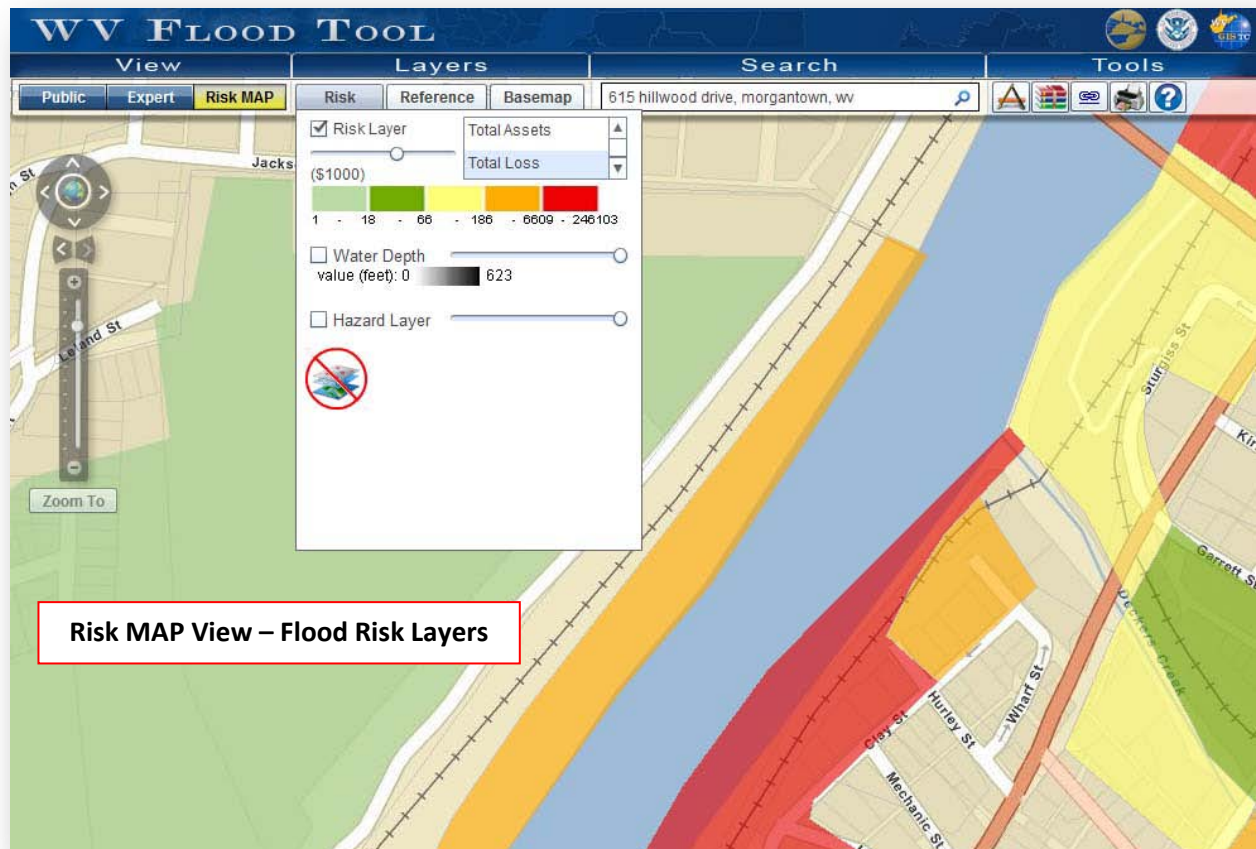 WV FLOOD TOOL
View Layers Search Tools
Public Expert Risk MAP Risk Reference Basemap 615 hillwood drive, morgantown, wv
Risk Layer
Total Assets
Total Loss
($1000)
1 - 18 - 66 - 186 - 6609 - 246103
Water Depth
value (feet): 0 623
Hazard Layer
Zoom To
Jacks
Leland St
Sturgiss St
Garrett St
Deckers Creek
Wharf St
Hurley St
Clay St
Mechanic St
Risk MAP View – Flood Risk Layers